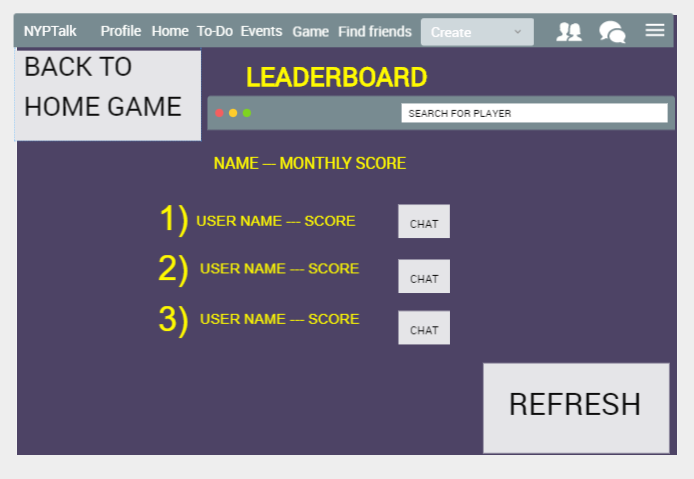 NYPTalk Profile Home To-Do Events Game Find friends Create
BACK TO
HOME GAME
LEADERBOARD
SEARCH FOR PLAYER
NAME --- MONTHLY SCORE
1) USER NAME --- SCORE CHAT
2) USER NAME --- SCORE CHAT
3) USER NAME --- SCORE CHAT
REFRESH